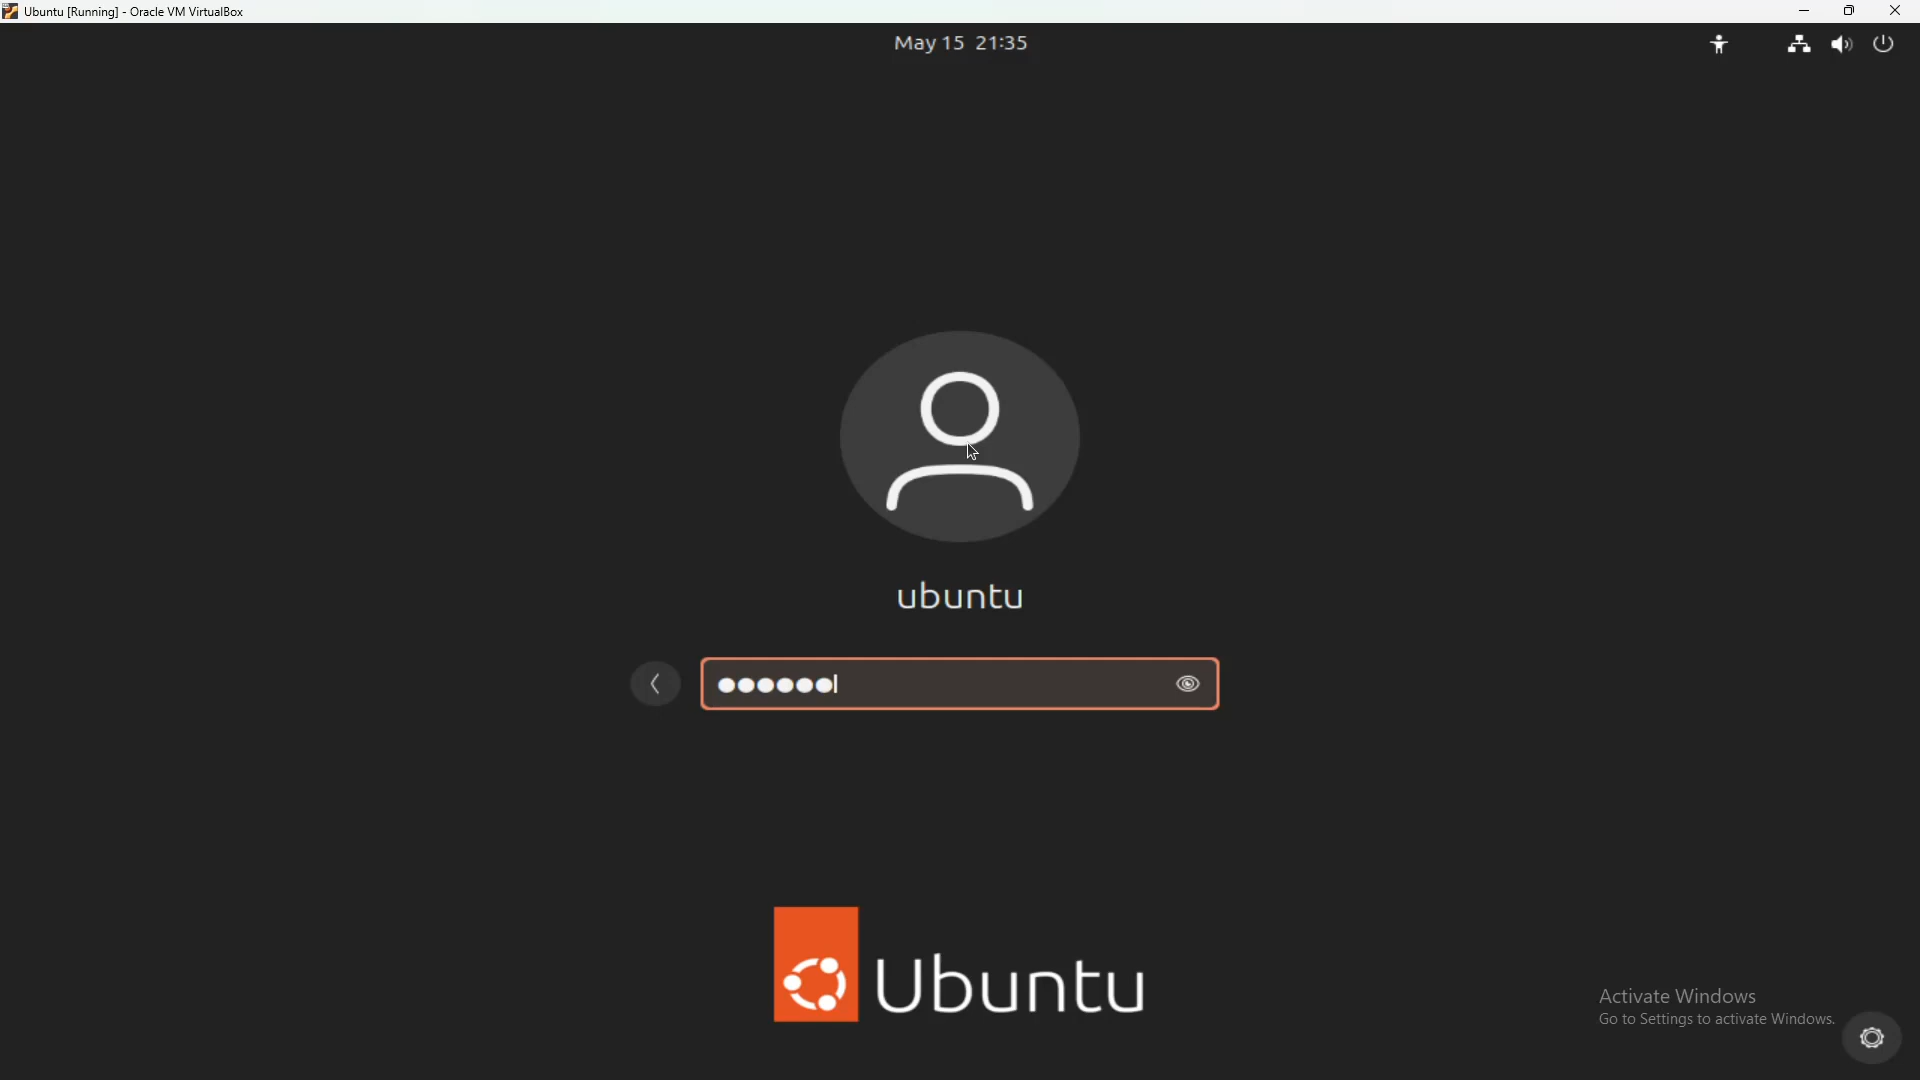 Ubuntu [Running] - Oracle VM VirtualBox
May 15 21:35
ubuntu
Ubuntu
Activate Windows
Go to Settings to activate Windows.